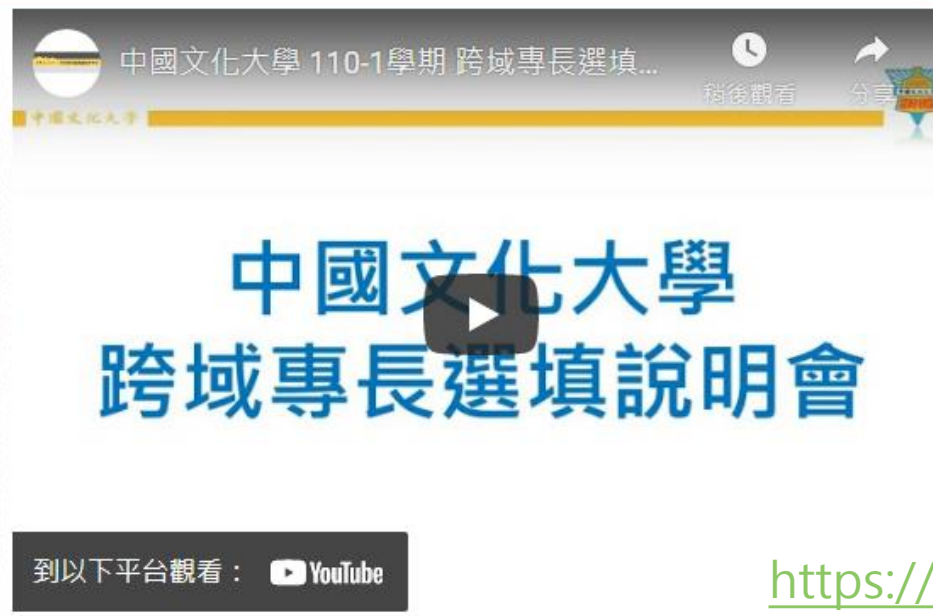 中國文化大學 110-1學期 跨域專長選填...
稍後觀看
分享
中國文化大學
中國文化大學
跨域專長選填說明會
到以下平台觀看： YouTube
https://